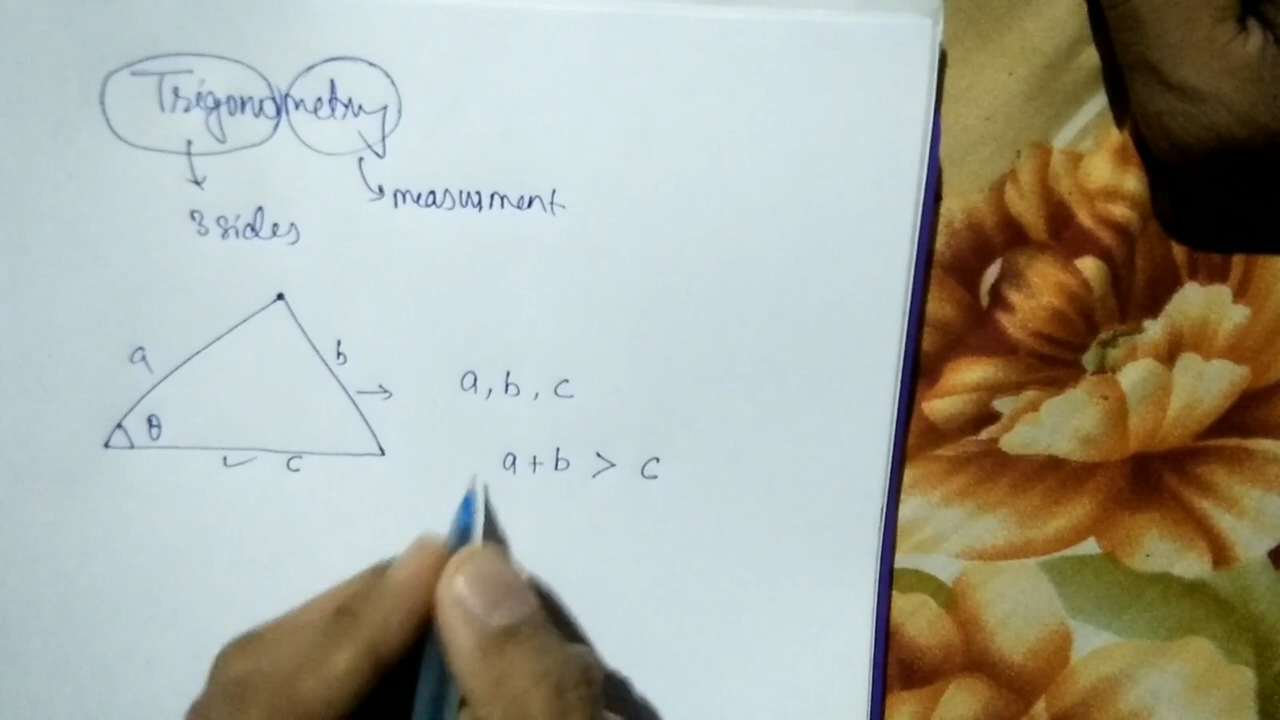 Trigonometry
measurment
3 sides
a
b
θ
c
a, b, c
a + b > c